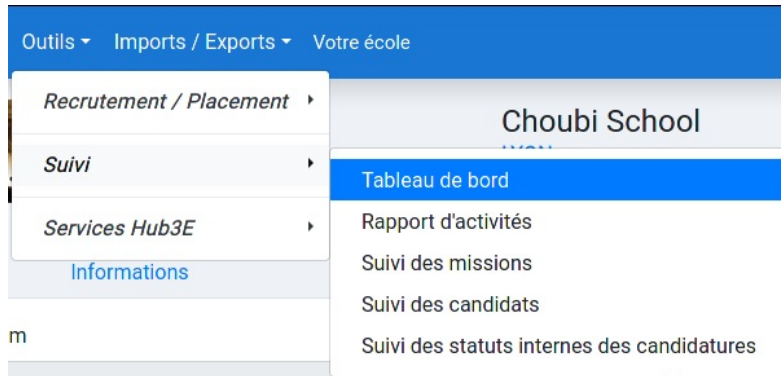 Outils Imports / Exports Votre école
Recrutement / Placement
Choubi School
LYON
Suivi
Tableau de bord
Rapport d'activités
Services Hub3E
Suivi des missions
Informations
Suivi des candidats
m
Suivi des statuts internes des candidatures